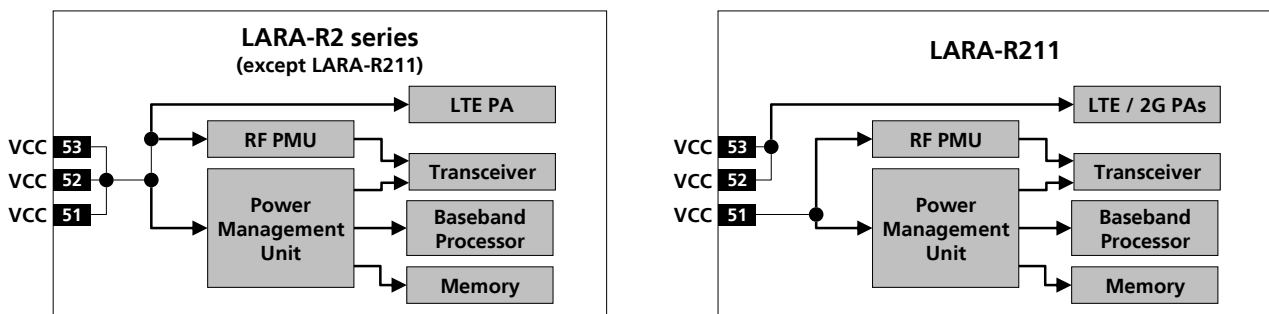 LARA-R2 series
(except LARA-R211)
LTE PA
RF PMU
VCC 53
VCC 52
VCC 51
Transceiver
Power
Management
Unit
Baseband
Processor
Memory
LARA-R211
LTE / 2G PAs
RF PMU
VCC 53
VCC 52
VCC 51
Transceiver
Power
Management
Unit
Baseband
Processor
Memory